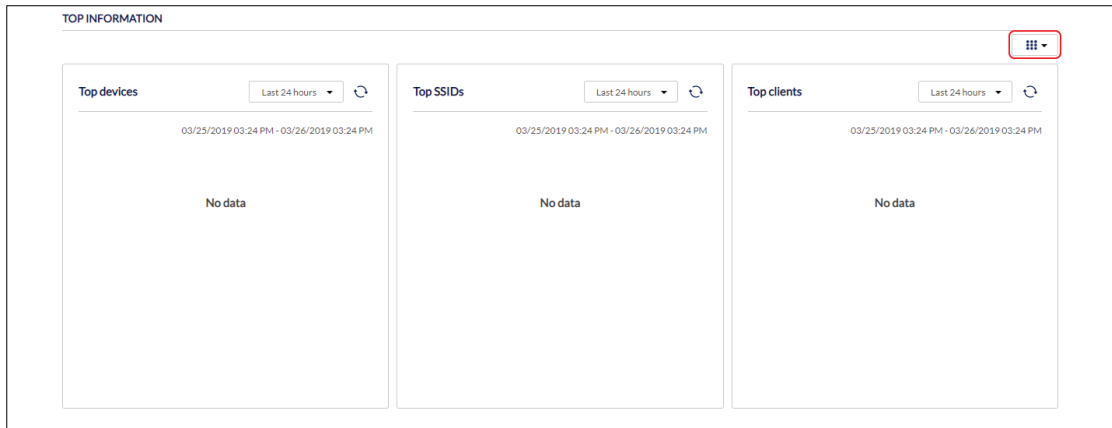 TOP INFORMATION
Top devices
Last 24 hours
03/25/2019 03:24 PM - 03/26/2019 03:24 PM
No data
Top SSIDs
Last 24 hours
03/25/2019 03:24 PM - 03/26/2019 03:24 PM
No data
Top clients
Last 24 hours
03/25/2019 03:24 PM - 03/26/2019 03:24 PM
No data